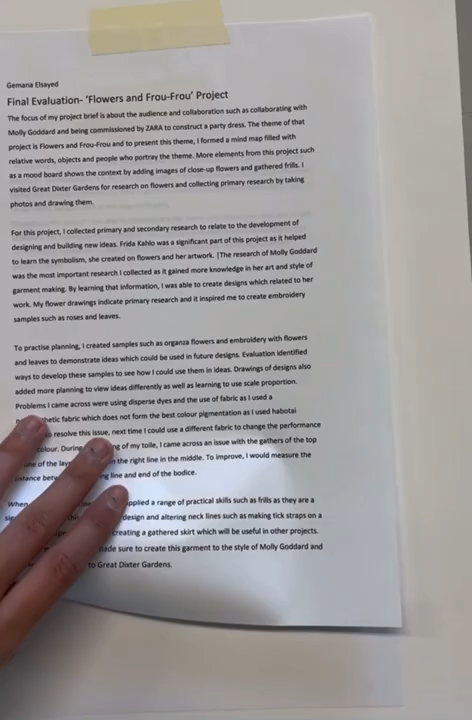 Gemana Elsayed
Final Evaluation- 'Flowers and Frou-Frou' Project
The focus of my project brief is about the audience and collaboration such as collaborating with
Molly Goddard and being commissioned by ZARA to construct a party dress. The theme of that
project is Flowers and Frou-Frou and to present this theme, I formed a mind map filled with
relative words, objects and people who portray the theme. More elements from this project such
as a mood board shows the context by adding images of close-up flowers and gathered frills. I
visited Great Dixter Gardens for research on flowers and collecting primary research by taking
photos and drawing them.
For this project, I collected primary and secondary research to relate to the development of
designing and building new ideas. Frida Kahlo was a significant part of this project as it helped
to learn the symbolism, she created on flowers and her artwork. [The research of Molly Goddard
was the most important research I collected as it gained more knowledge in her art and style of
garment making. By learning that information, I was able to create designs which related to her
work. My flower drawings indicate primary research and it inspired me to create embroidery
samples such as roses and leaves.
To practise planning, I created samples such as organza flowers and embroidery with flowers
and leaves to demonstrate ideas which could be used in future designs. Evaluation identified
ways to develop these samples to see how I could use them in ideas. Drawings of designs also
added more planning to view ideas differently as well as learning to use scale proportion.
Problems I came across were using disperse dyes and the use of fabric as I used a
fabric which does not form the best colour pigmentation as I used habotai
resolve this issue, next time I could use a different fabric to change the performance
colour. During of my toile, I came across an issue with the gathers of the top
of the the right line in the middle. To improve, I would measure the
line and end of the bodice.
When applied a range of practical skills such as frills as they are a
design and altering neck lines such as making tick straps on a
creating a gathered skirt which will be useful in other projects.
made sure to create this garment to the style of Molly Goddard and
to Great Dixter Gardens.